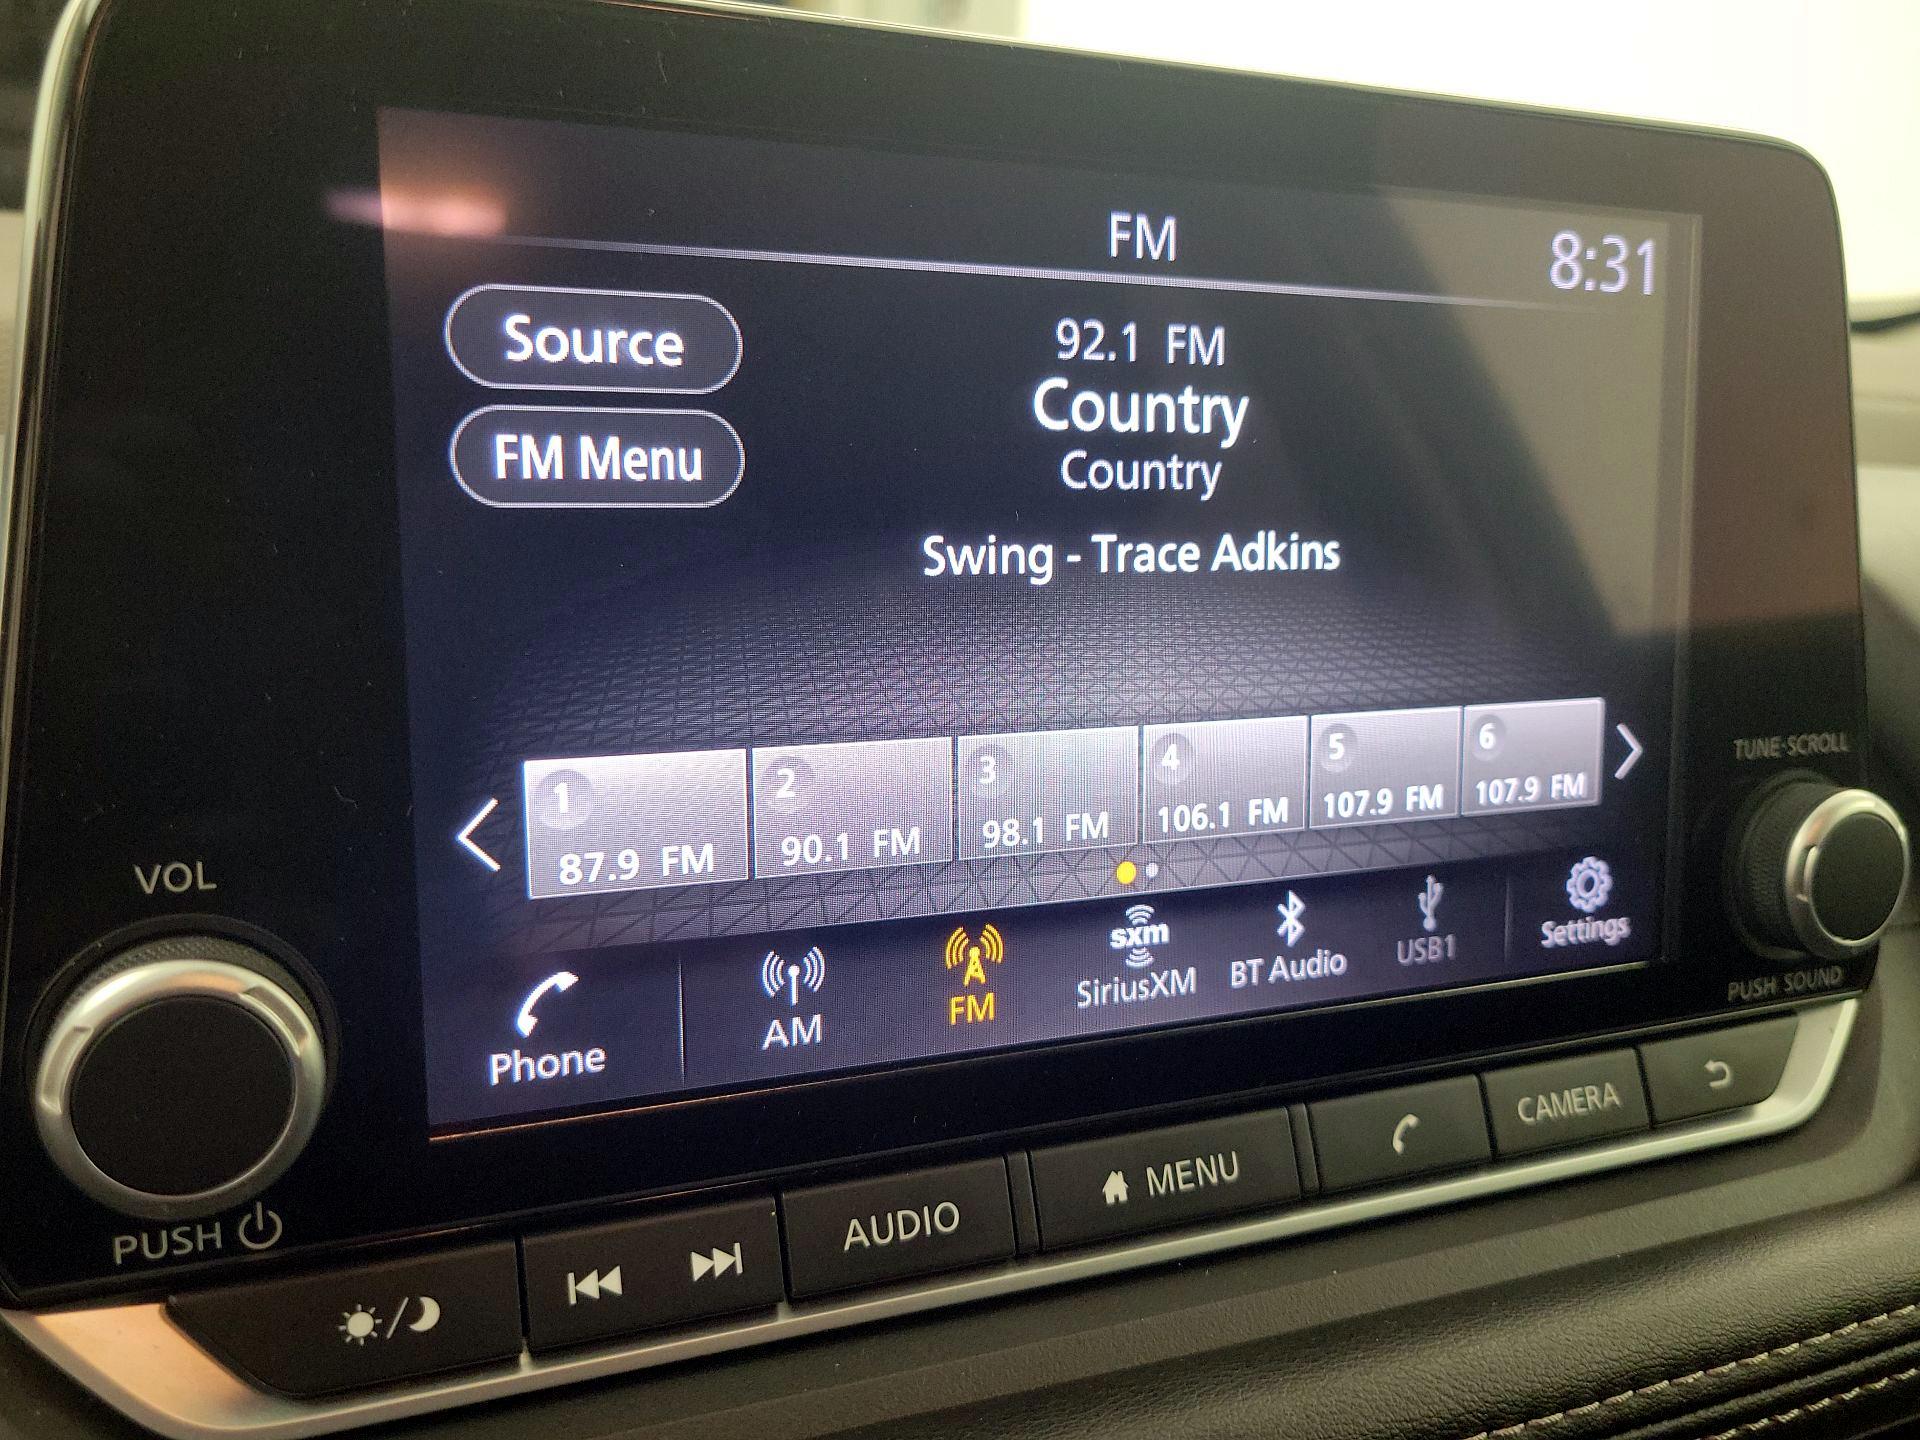 FM
8:31
Source
92.1 FM
Country
FM Menu
Country
Swing - Trace Adkins
1
87.9 FM
2
90.1 FM
3
98.1 FM
4
106.1 FM
5
107.9 FM
6
107.9 FM
TUNE·SCROLL
PUSH SOUND
VOL
PUSH
Phone
AM
FM
sxm
SiriusXM
BT Audio
USB1
Settings
AUDIO
MENU
CAMERA